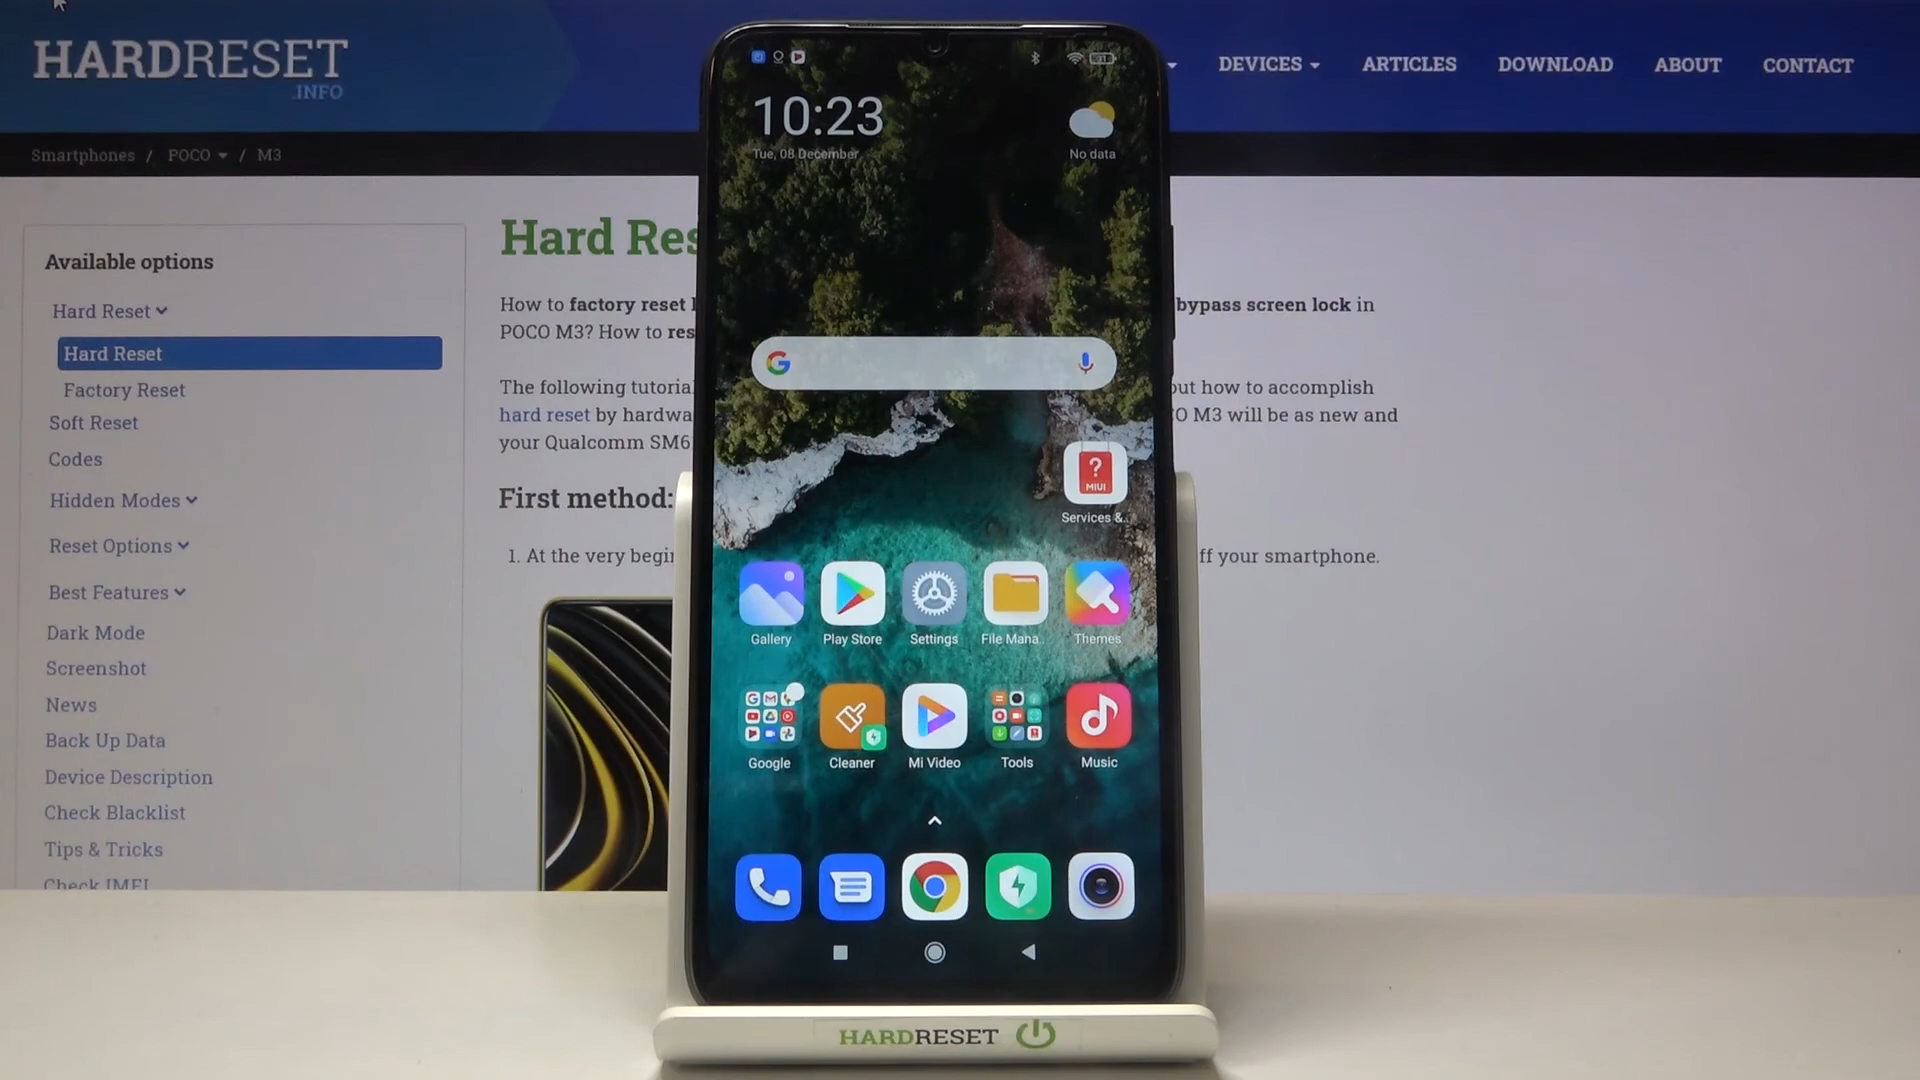 HARDRESET
.INFO
DEVICES
ARTICLES
DOWNLOAD
ABOUT
CONTACT
Smartphones / POCO / M3
Available options
Hard Reset
Hard Reset
Factory Reset
Soft Reset
Codes
Hidden Modes
Reset Options
Best Features
Dark Mode
Screenshot
News
Back Up Data
Device Description
Check Blacklist
Tips & Tricks
Check IMEI
Hard Res
How to factory reset
bypass screen lock in
POCO M3? How to res
The following tutorial
out how to accomplish
hard reset by hardwa
O M3 will be as new and
your Qualcomm SM6
First method:
1. At the very begin
ff your smartphone.
10:23
Tue, 08 December
No data
?
MIUI
Services &..
Gallery
Play Store
Settings
File Mana..
Themes
Google
Cleaner
Mi Video
Tools
Music
HARDRESET